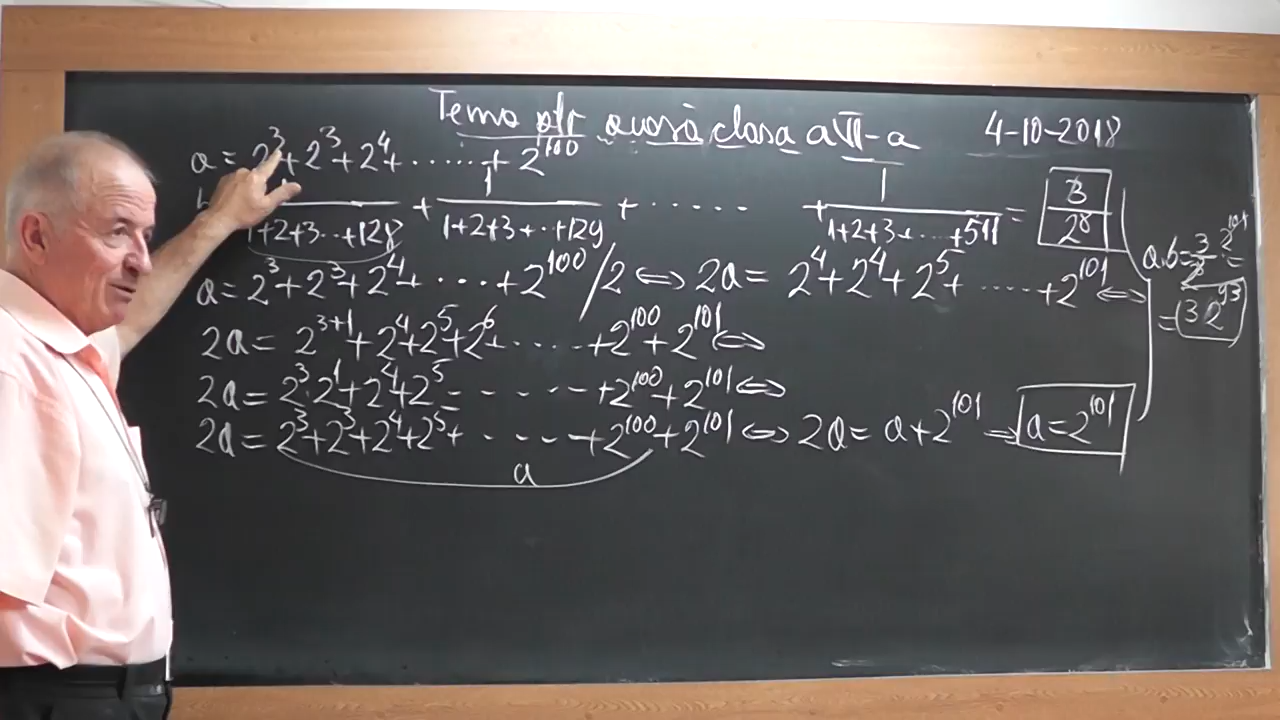 Tema ptr acasă clasa a VII-a 4-10-2018
a = 2³ + 2³ + 2⁴ + ...... + 2¹⁰⁰
1/(1+2+3+...+128) + 1/(1+2+3+...+129) + ...... + 1/(1+2+3+...+511) = 3/2⁸
a·b = 3/2⁸ · 2¹⁰¹ =
= 3·2⁹³
a = 2³ + 2³ + 2⁴ + ... + 2¹⁰⁰ / 2 ⇔ 2a = 2⁴ + 2⁴ + 2⁵ + ..... + 2¹⁰¹ ⇔
2a = 2³⁺¹ + 2⁴ + 2⁵ + 2⁶ + ..... + 2¹⁰⁰ + 2¹⁰¹ ⇔
2a = 2³·2¹ + 2⁴ + 2⁵ - - - - - - + 2¹⁰⁰ + 2¹⁰¹ ⇔
2a = 2³ + 2³ + 2⁴ + 2⁵ + ...... + 2¹⁰⁰ + 2¹⁰¹ ⇔ 2a = a + 2¹⁰¹ ⇒ a = 2¹⁰¹
a